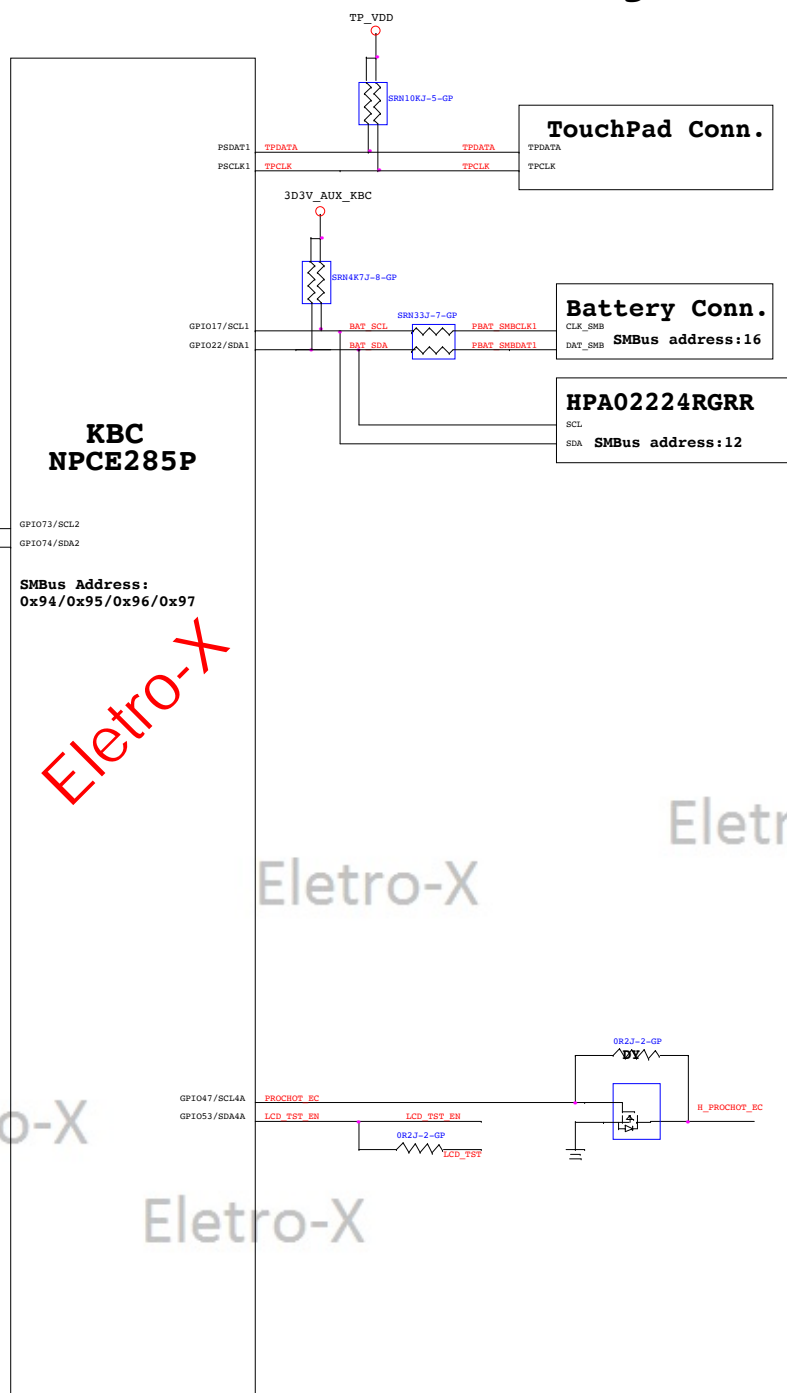 TP_VDD
SRN10KJ-5-GP
TouchPad Conn.
PSDAT1 TPDATA TPDATA TPDATA
PSCLK1 TPCLK TPCLK TPCLK
3D3V_AUX_KBC
SRN4K7J-8-GP
SRN33J-7-GP
Battery Conn.
GPIO17/SCL1 BAT_SCL PBAT_SMBCLK1 CLK_SMB
GPIO22/SDA1 BAT_SDA PBAT_SMBDAT1 DAT_SMB SMBus address:16
HPA02224RGRR
SCL
SDA SMBus address:12
KBC
NPCE285P
GPIO73/SCL2
GPIO74/SDA2
SMBus Address:
0x94/0x95/0x96/0x97
Eletro-X
Eletr
Eletro-X
0R2J-2-GP
DY
GPIO47/SCL4A PROCHOT_EC
H_PROCHOT_EC
GPIO53/SDA4A LCD_TST_EN LCD_TST_EN
0R2J-2-GP
LCD_TST
o-X
Eletro-X